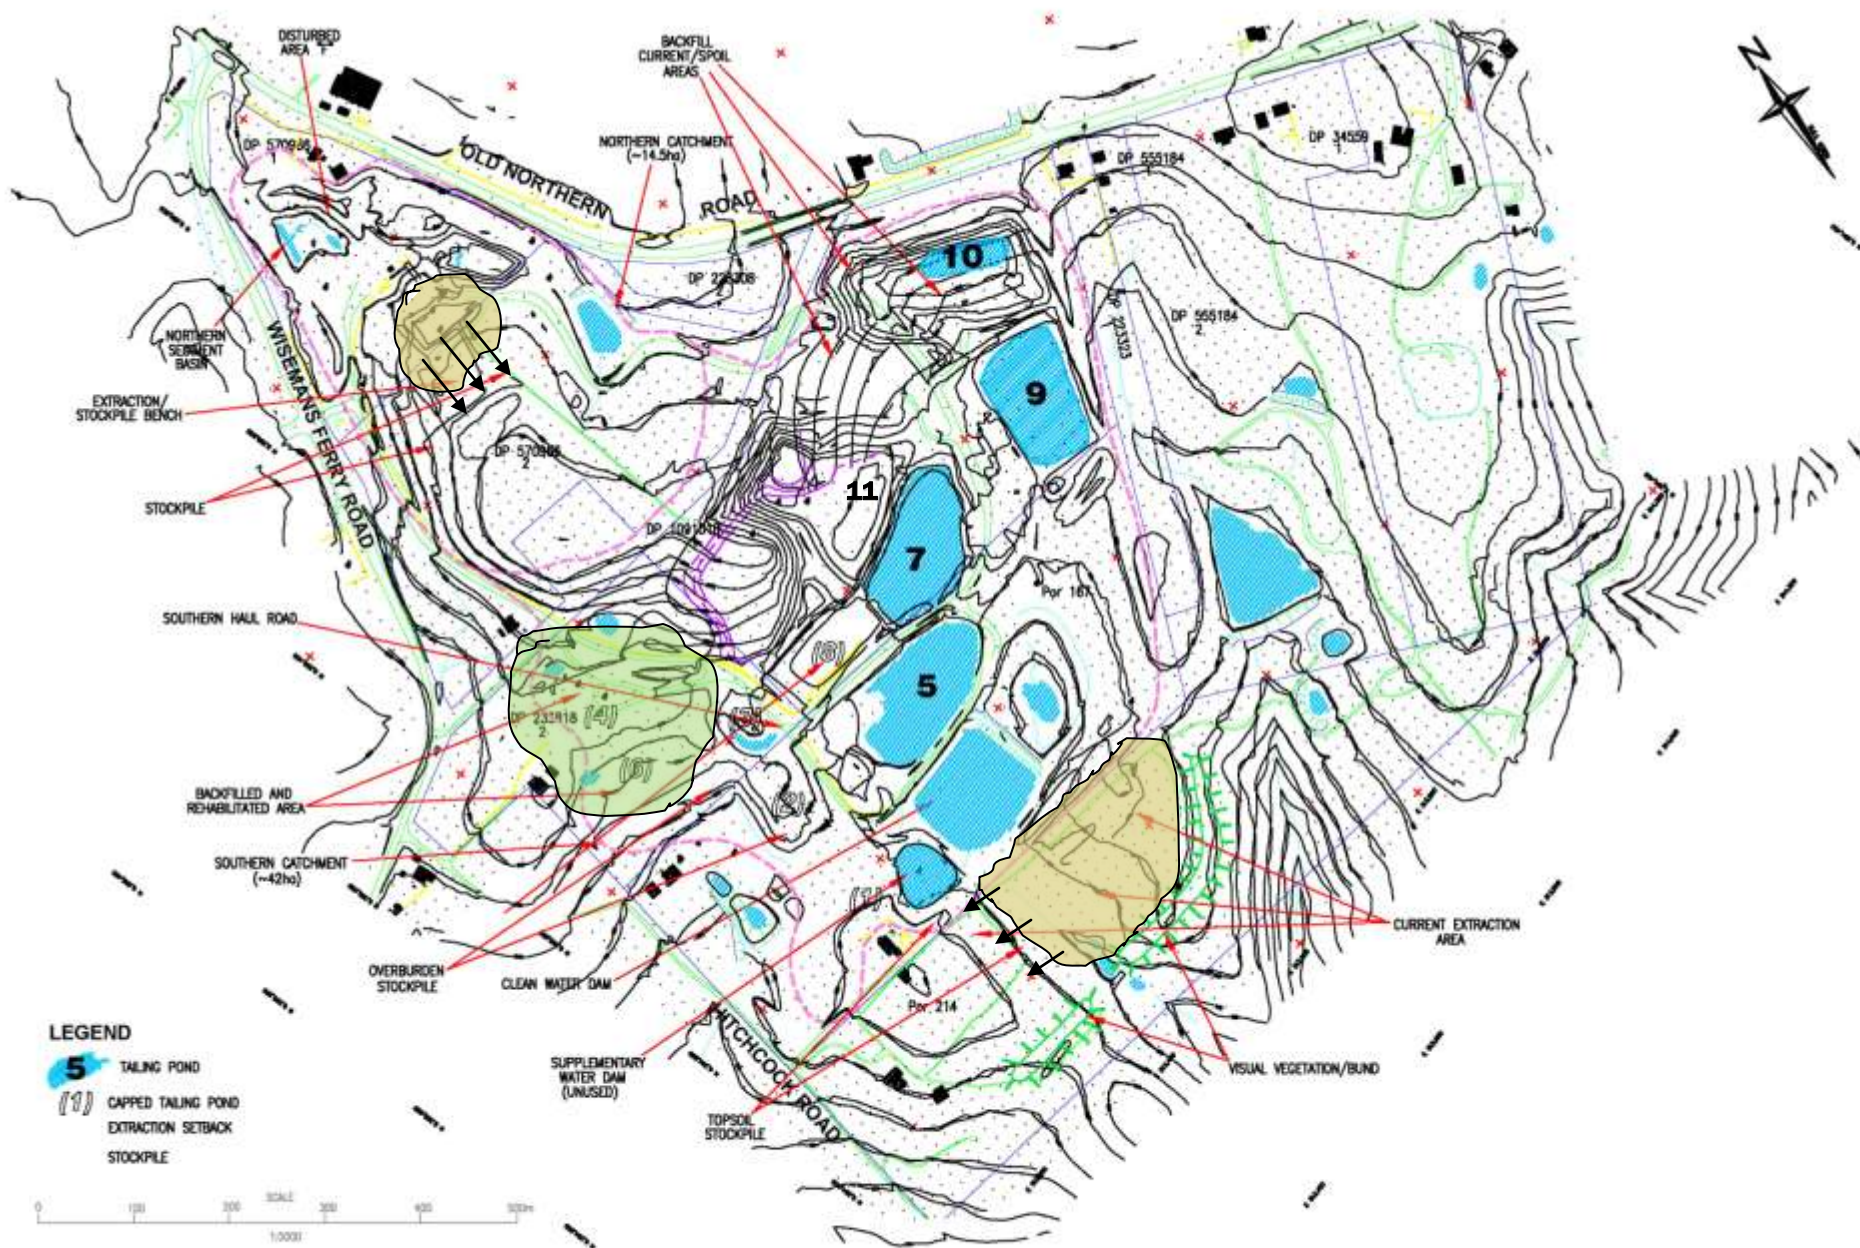 DISTURBED
AREA "F"
BACKFILL
CURRENT/SPOIL
AREAS
N
NORTHERN CATCHMENT
(~14.5ha)
DP 34559
1
DP 555184
OLD NORTHERN
ROAD
10
DP 555184
2
DP 223323
NORTHERN
SEDIMENT
BASIN
WISEMANS FERRY ROAD
EXTRACTION/
STOCKPILE BENCH
9
2
11
STOCKPILE
7
Por 167
SOUTHERN HAUL ROAD
(8)
5
(4)
2
(6)
(2)
BACKFILLED AND
REHABILITATED AREA
SOUTHERN CATCHMENT
(~42ha)
(1)
CURRENT EXTRACTION
AREA
OVERBURDEN
STOCKPILE
CLEAN WATER DAM
Por 214
HITCHCOCK ROAD
SUPPLEMENTARY
WATER DAM
(UNUSED)
VISUAL VEGETATION/BUND
TOPSOIL
STOCKPILE
LEGEND
5 TAILING POND
(1) CAPPED TAILING POND
EXTRACTION SETBACK
STOCKPILE
SCALE
0 100 200 300 400 500m